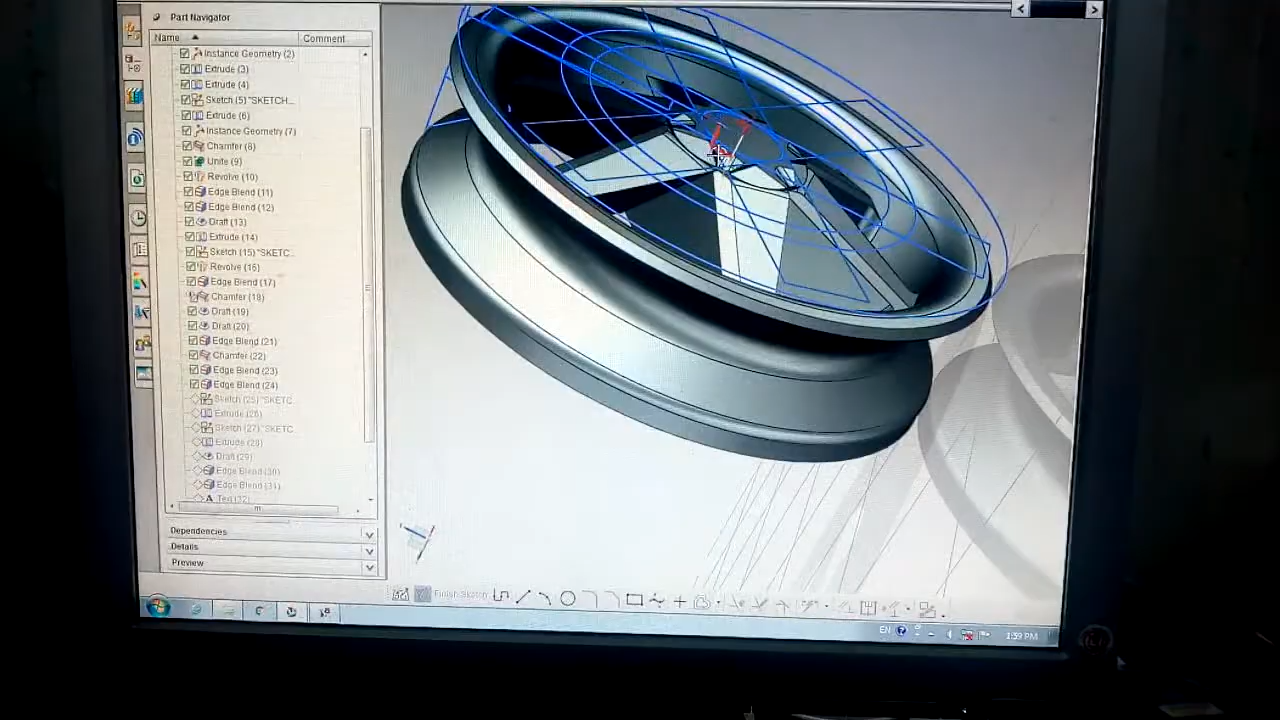 Part Navigator
Name
Comment
Instance Geometry (2)
Extrude (3)
Extrude (4)
Sketch (5) "SKETCH...
Extrude (6)
Instance Geometry (7)
Chamfer (8)
Unite (9)
Revolve (10)
Edge Blend (11)
Edge Blend (12)
Draft (13)
Extrude (14)
Sketch (15) "SKETC...
Revolve (16)
Edge Blend (17)
Chamfer (18)
Draft (19)
Draft (20)
Edge Blend (21)
Chamfer (22)
Edge Blend (23)
Edge Blend (24)
Sketch (25) "SKETC...
Extrude (26)
Sketch (27) "SKETC...
Extrude (28)
Draft (29)
Edge Blend (30)
Edge Blend (31)
Text (32)
Dependencies
Details
Preview
Finish Sketch
EN
1:59 PM